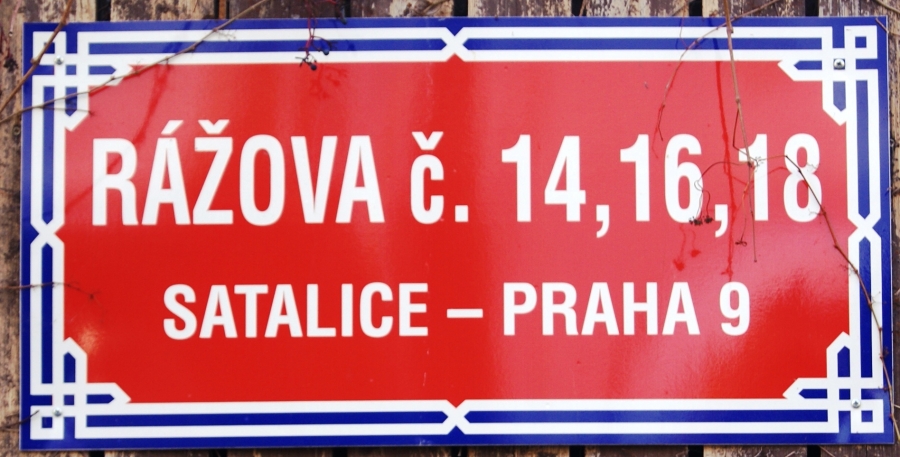 RÁŽOVA č. 14,16,18
SATALICE – PRAHA 9